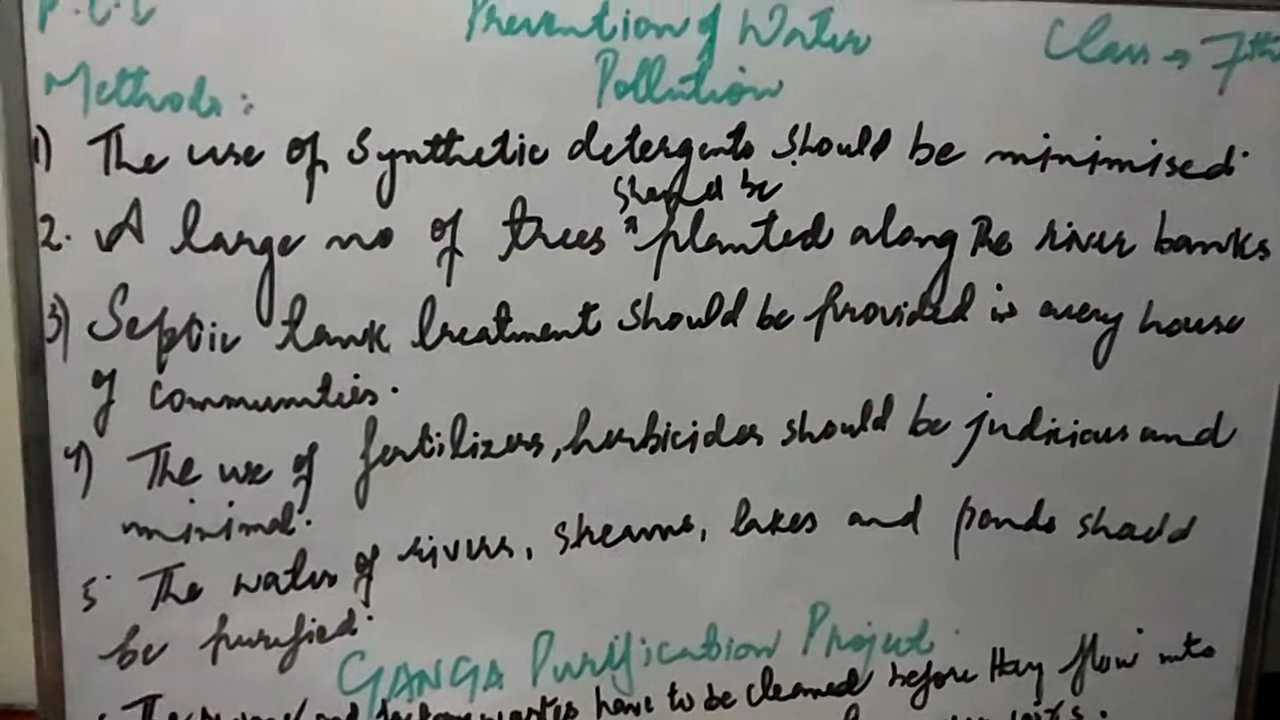 Prevention of Water
Class → 7th
Pollution
Methods:
1) The use of Synthetic detergents should be minimised.
should be
2. A large no of trees ^ planted along the river banks
3) Septic tank treatment should be provided in every house
of communities.
4) The use of fertilizers, herbicides should be judicious and
minimal.
5. The water of rivers, streams, lakes and ponds should
be purified.
GANGA Purification Project.
and factory wastes have to be cleaned before they flow into